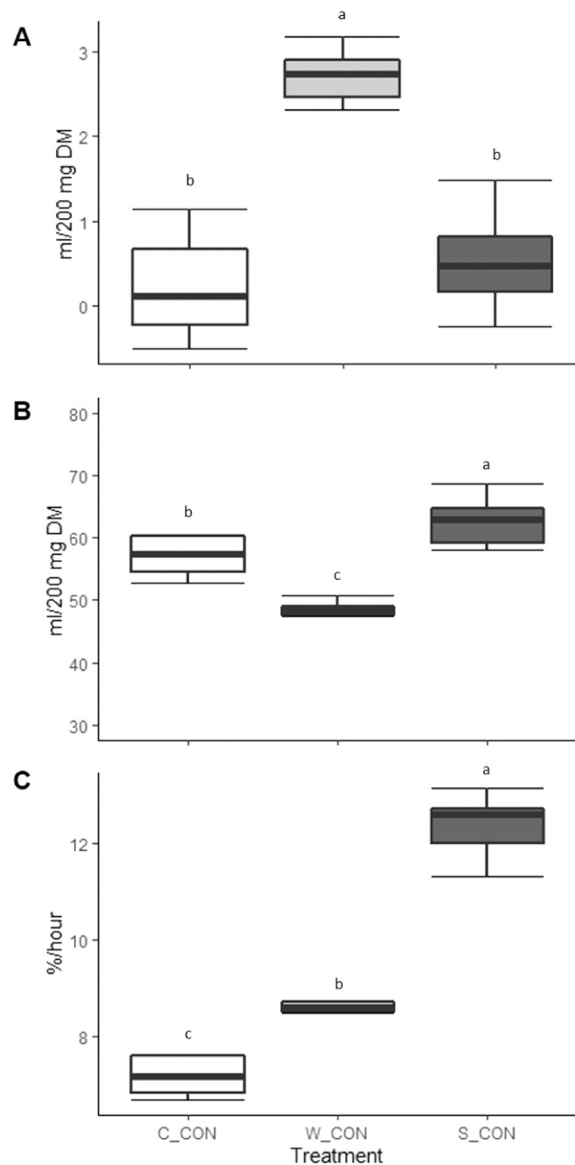 A
a
3
ml/200 mg DM
2
b
b
1
0
B
80
ml/200 mg DM
70
a
b
60
c
50
40
30
C
a
%/hour
12
10
b
c
8
C_CON W_CON S_CON
Treatment